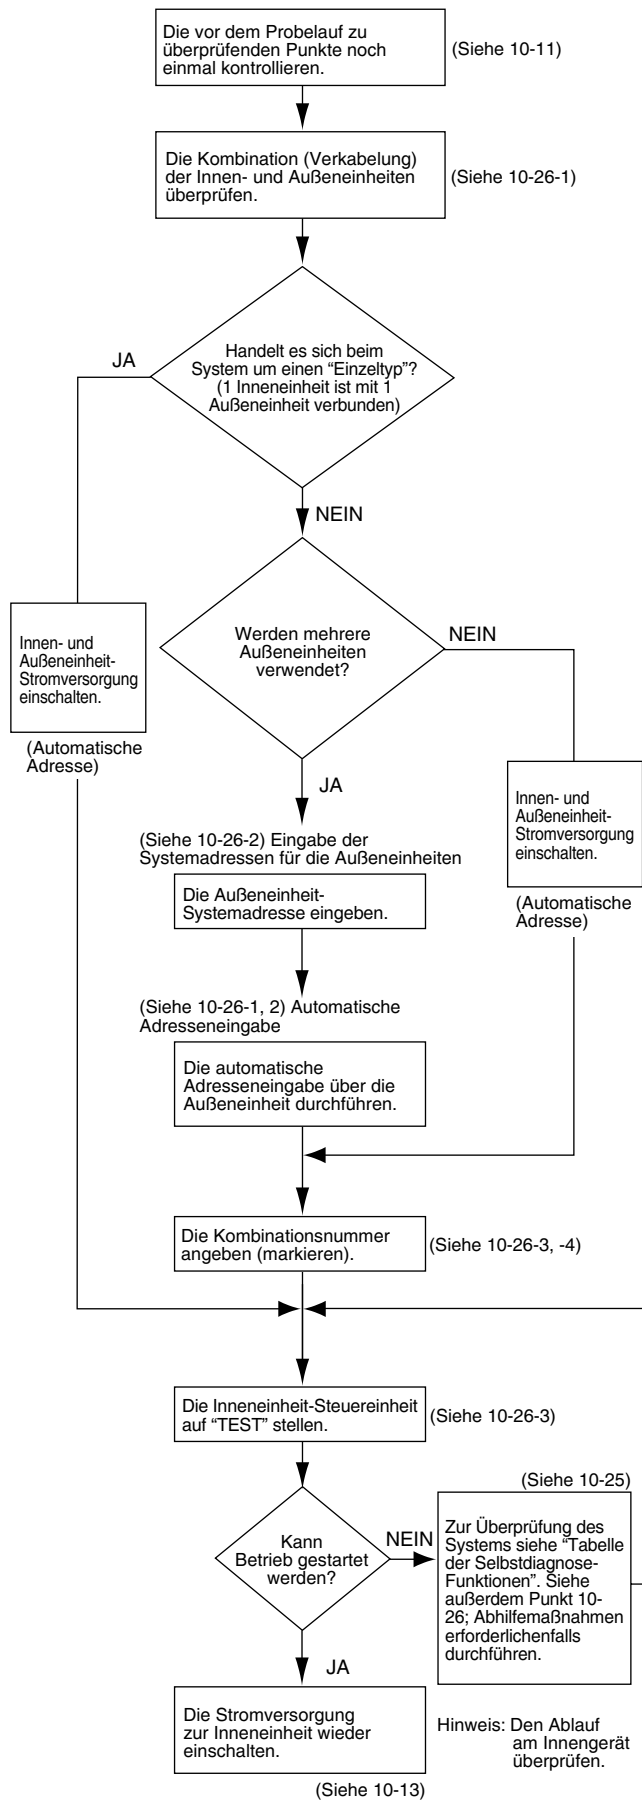 Die vor dem Probelauf zu
überprüfenden Punkte noch
einmal kontrollieren.
(Siehe 10-11)
Die Kombination (Verkabelung)
der Innen- und Außeneinheiten
überprüfen.
(Siehe 10-26-1)
JA
Handelt es sich beim
System um einen “Einzeltyp”?
(1 Inneneinheit ist mit 1
Außeneinheit verbunden)
NEIN
Innen- und
Außeneinheit-
Stromversorgung
einschalten.
(Automatische
Adresse)
Werden mehrere
Außeneinheiten
verwendet?
NEIN
JA
Innen- und
Außeneinheit-
Stromversorgung
einschalten.
(Automatische
Adresse)
(Siehe 10-26-2) Eingabe der
Systemadressen für die Außeneinheiten
Die Außeneinheit-
Systemadresse eingeben.
(Siehe 10-26-1, 2) Automatische
Adresseneingabe
Die automatische
Adresseneingabe über die
Außeneinheit durchführen.
Die Kombinationsnummer
angeben (markieren).
(Siehe 10-26-3, -4)
Die Inneneinheit-Steuereinheit
auf “TEST” stellen.
(Siehe 10-26-3)
Kann
Betrieb gestartet
werden?
NEIN
(Siehe 10-25)
Zur Überprüfung des
Systems siehe “Tabelle
der Selbstdiagnose-
Funktionen”. Siehe
außerdem Punkt 10-
26; Abhilfemaßnahmen
erforderlichenfalls
durchführen.
JA
Die Stromversorgung
zur Inneneinheit wieder
einschalten.
(Siehe 10-13)
Hinweis: Den Ablauf
am Innengerät
überprüfen.